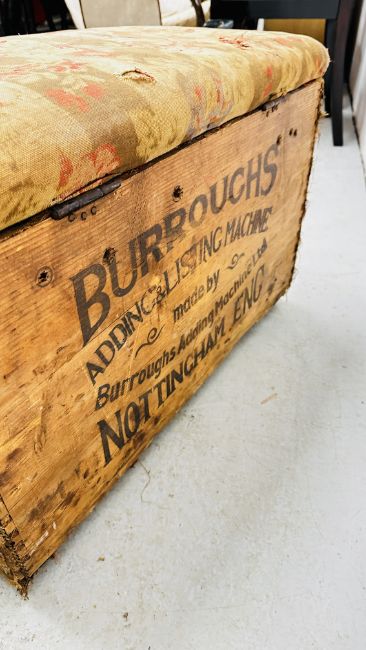 BURROUGHS
ADDING & LISTING MACHINE
made by
Burroughs Adding Machine Ltd
NOTTINGHAM, ENG